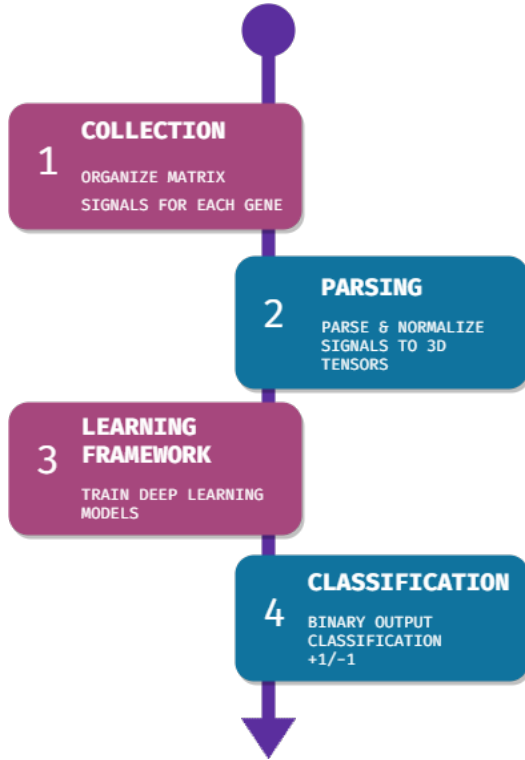 1
COLLECTION
ORGANIZE MATRIX
SIGNALS FOR EACH GENE
2
PARSING
PARSE & NORMALIZE
SIGNALS TO 3D
TENSORS
3
LEARNING
FRAMEWORK
TRAIN DEEP LEARNING
MODELS
4
CLASSIFICATION
BINARY OUTPUT
CLASSIFICATION
+1/-1